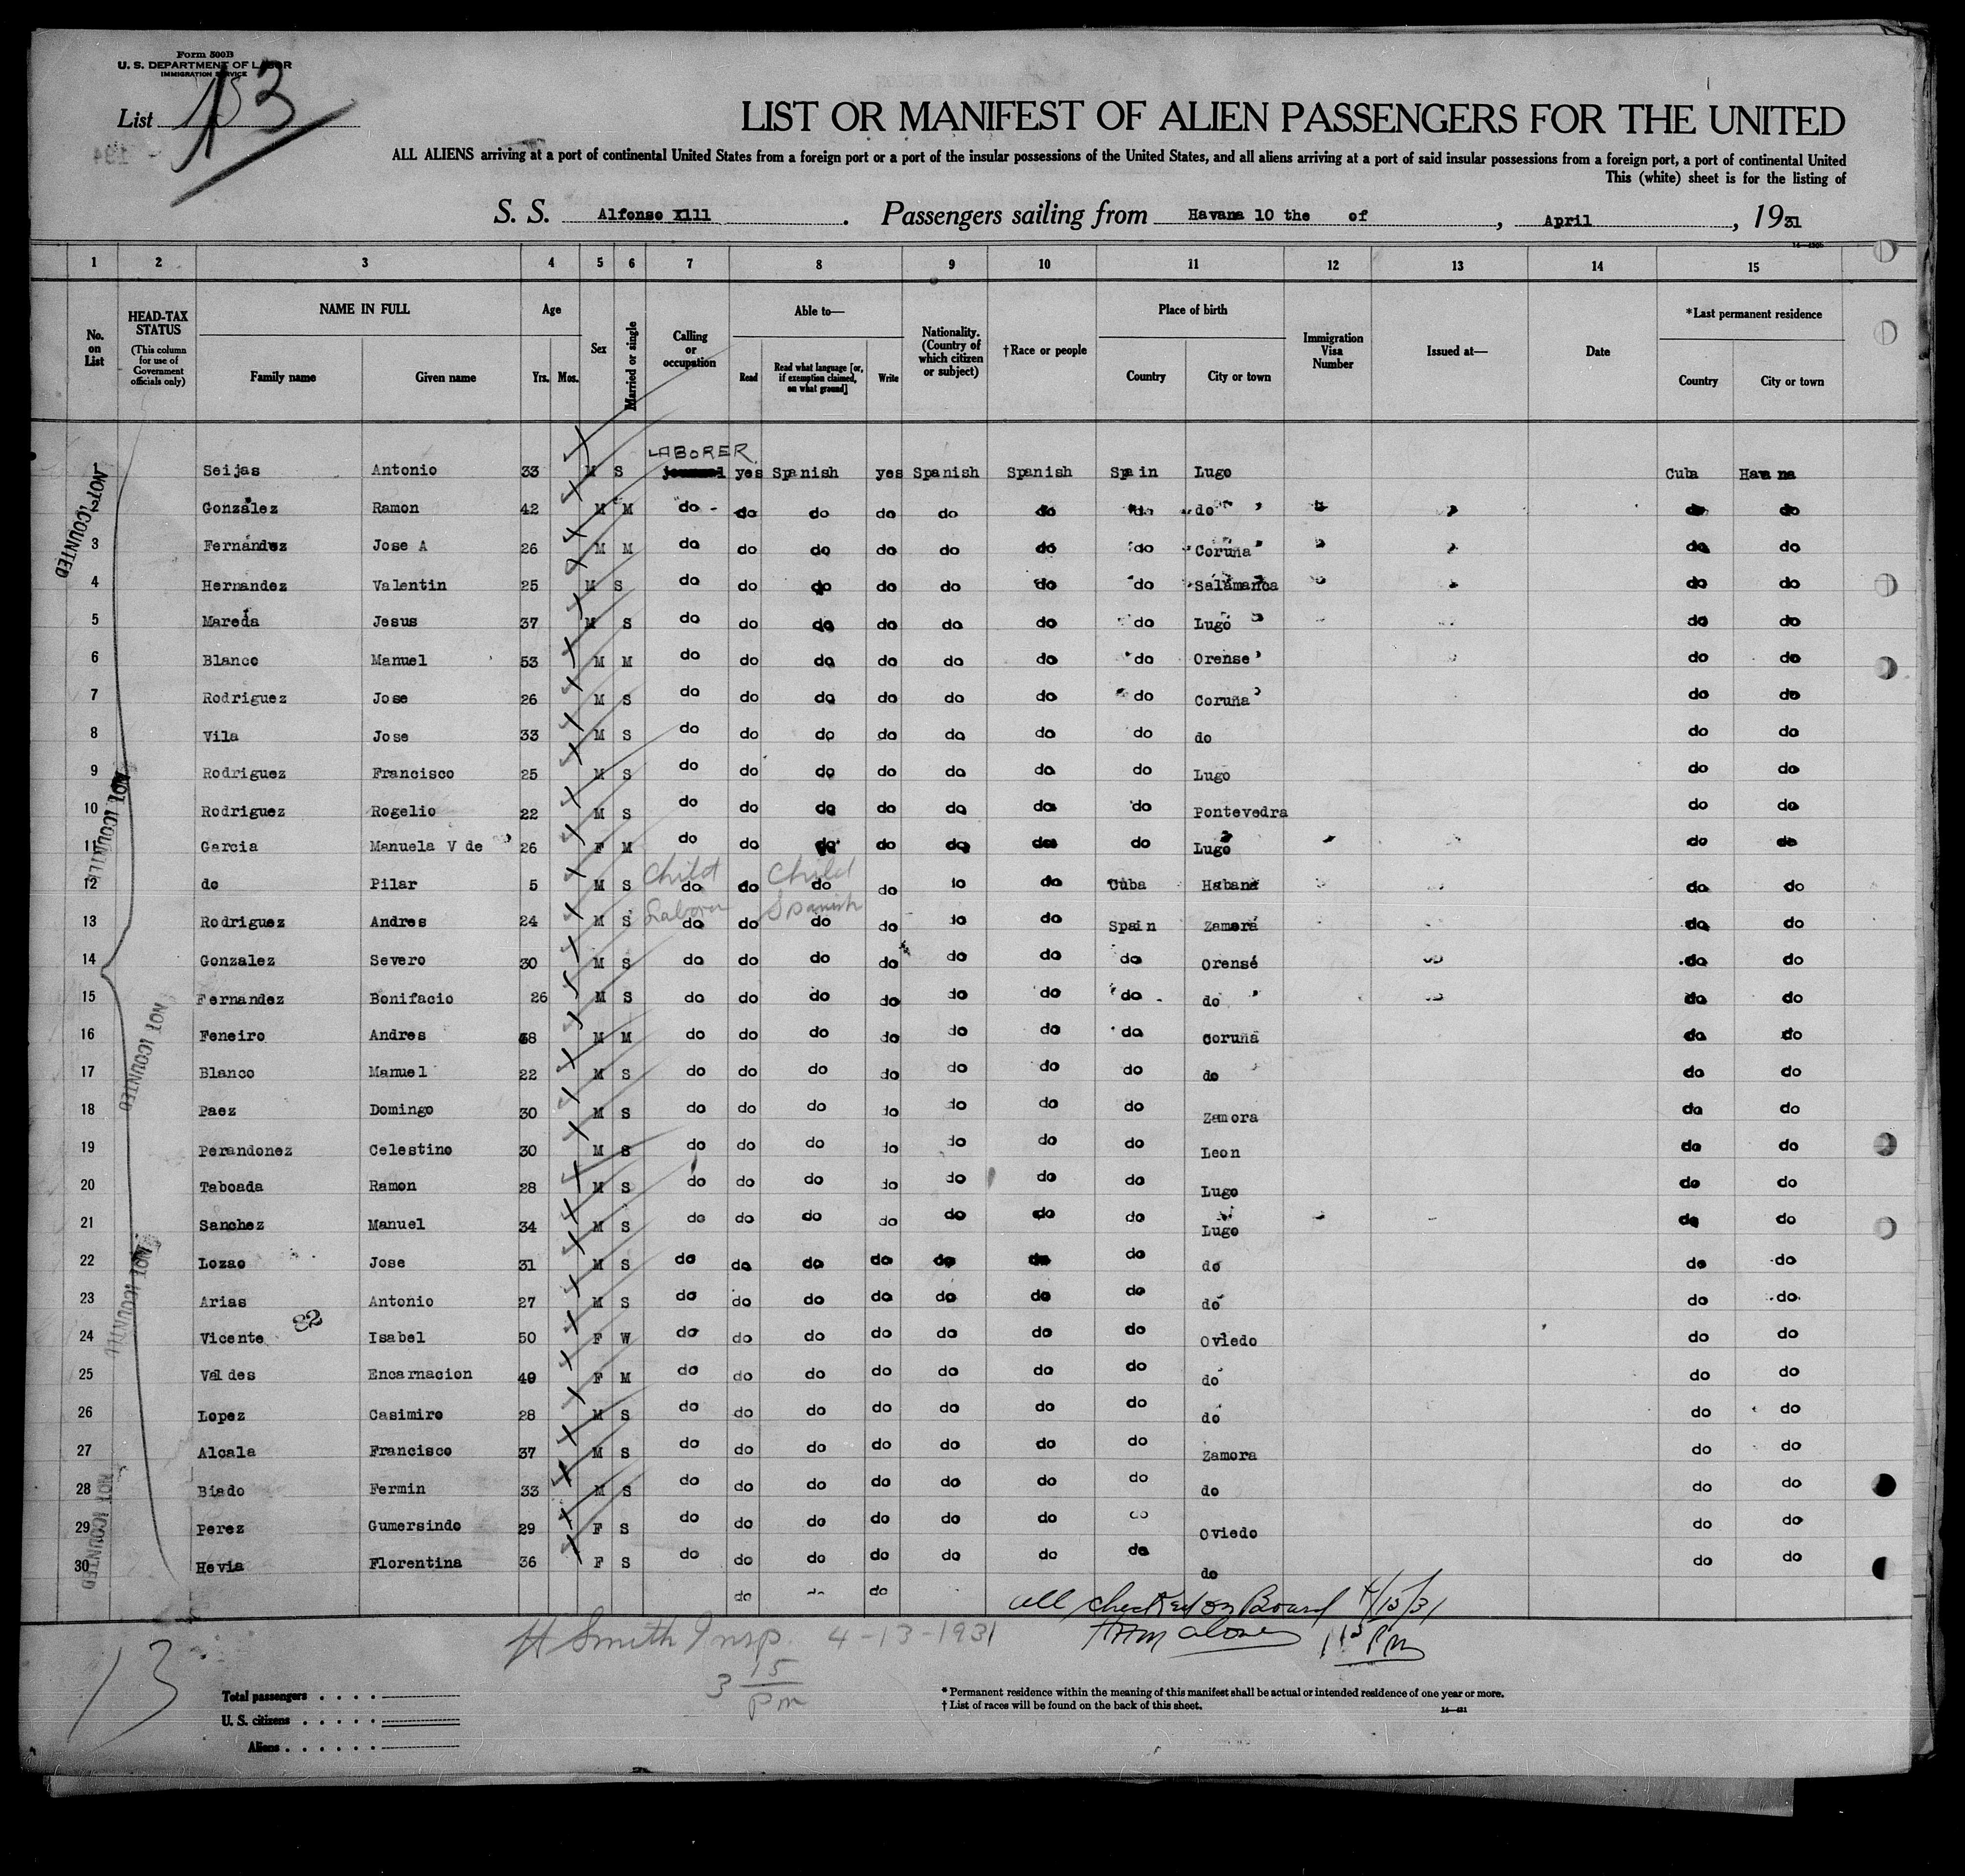 Form 500B
U. S. DEPARTMENT OF LABOR
IMMIGRATION SERVICE
List 13
LIST OR MANIFEST OF ALIEN PASSENGERS FOR THE UNITED
ALL ALIENS arriving at a port of continental United States from a foreign port or a port of the insular possessions of the United States, and all aliens arriving at a port of said insular possessions from a foreign port, a port of continental United
This (white) sheet is for the listing of
S. S. Alfonso X111 . Passengers sailing from Havana 10 the of , April , 1931
1 2 3 4 5 6 7 8 9 10 11 12 13 14 15
No. on List HEAD-TAX STATUS (This column for use of Government officials only) NAME IN FULL Family name Given name Age Yrs. Mos. Sex Married or single Calling or occupation Able to— Read Read what language [or, if exemption claimed, on what ground] Write Nationality. (Country of which citizen or subject) †Race or people Place of birth Country City or town Immigration Visa Number Issued at— Date *Last permanent residence Country City or town
LABORER
1 Seijas Antonio 33 M S yes Spanish yes Spanish Spanish Spain Lugo Cuba Havana
2 González Ramon 42 M M do do do do do do do do do do
3 Fernández Jose A 26 M M do do do do do do do Coruña do do
4 Hernandez Valentin 25 M S do do do do do do do Salamanca do do
5 Mareda Jesus 37 M S do do do do do do do Lugo do do
6 Blanco Manuel 53 M M do do do do do do do Orense do do
7 Rodriguez Jose 26 M S do do do do do do do Coruña do do
8 Vila Jose 33 M S do do do do do do do do do do
9 Rodriguez Francisco 25 M S do do do do do do do Lugo do do
10 Rodriguez Rogelio 22 M S do do do do do do do Pontevedra do do
11 Garcia Manuela V de 26 F M do do do do do do do Lugo do do
Child Child
12 do Pilar 5 M S do do do do do do Cuba Habana do do
Laborer Spanish
13 Rodriguez Andres 24 M S do do do do do do Spain Zamora do do
14 Gonzalez Severo 30 M S do do do do do do do Orense do do
15 Fernandez Bonifacio 26 M S do do do do do do do do do do
16 Feneiro Andres 38 M M do do do do do do do Coruña do do
17 Blanco Manuel 22 M S do do do do do do do do do do
18 Paez Domingo 30 M S do do do do do do do Zamora do do
19 Perandonez Celestino 30 M S do do do do do do do Leon do do
20 Taboada Ramon 28 M S do do do do do do do Lugo do do
21 Sanchez Manuel 34 M S do do do do do do do Lugo do do
22 Lozao Jose 31 M S do do do do do do do do do do
23 Arias Antonio 27 M S do do do do do do do do do do
82
24 Vicente Isabel 50 F W do do do do do do do Oviedo do do
25 Valdes Encarnacion 49 F M do do do do do do do do do do
26 Lopez Casimiro 28 M S do do do do do do do do do do
27 Alcala Francisco 37 M S do do do do do do do Zamora do do
28 Biado Fermin 33 M S do do do do do do do do do do
29 Perez Gumersindo 29 F S do do do do do do do Oviedo do do
30 Hevia Florentina 36 F S do do do do do do do do do do
do do do
NOT COUNTED
NOT COUNTED
NOT COUNTED
NOT COUNTED
NOT COUNTED
all checked on Board 4/13/31
H Smith Insp. 4-13-1931
3 15 Pm
13
Total passengers
U. S. citizens
Aliens
* Permanent residence within the meaning of this manifest shall be actual or intended residence of one year or more.
† List of races will be found on the back of this sheet.